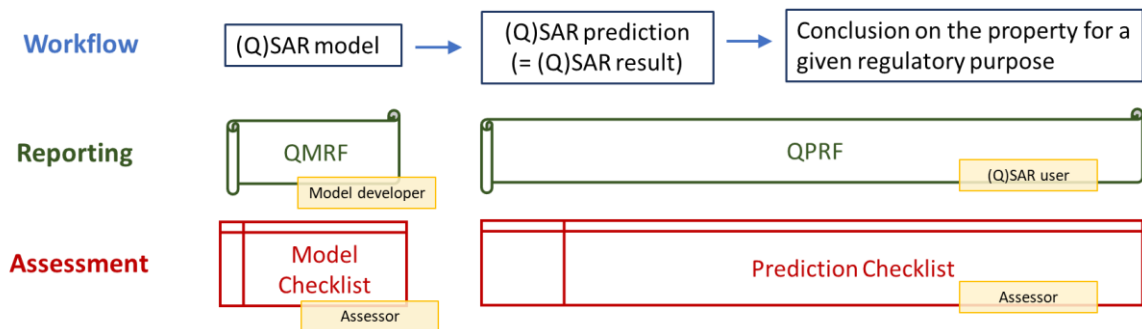 Workflow
(Q)SAR model
(Q)SAR prediction
(= (Q)SAR result)
Conclusion on the property for a
given regulatory purpose
Reporting
QMRF
Model developer
QPRF
(Q)SAR user
Assessment
Model
Checklist
Assessor
Prediction Checklist
Assessor